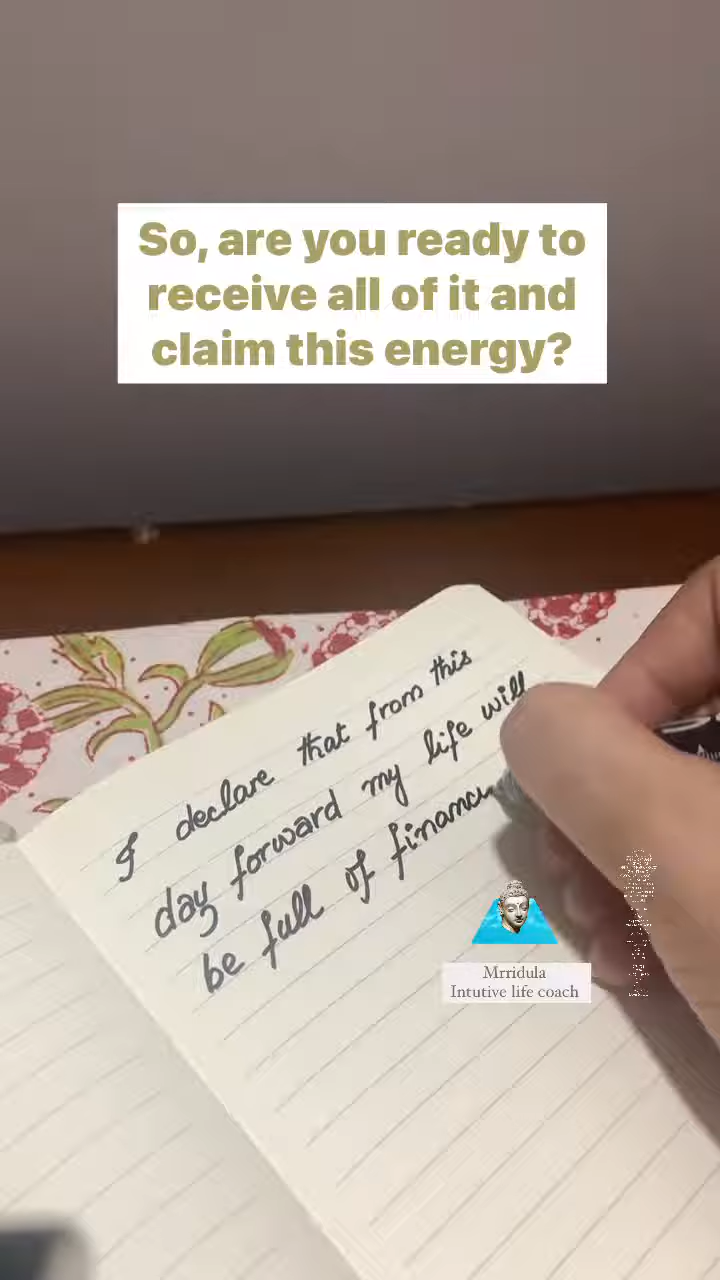 So, are you ready to
receive all of it and
claim this energy?
I declare that from this
day forward my life will
be full of financ
Mrridula
Intutive life coach